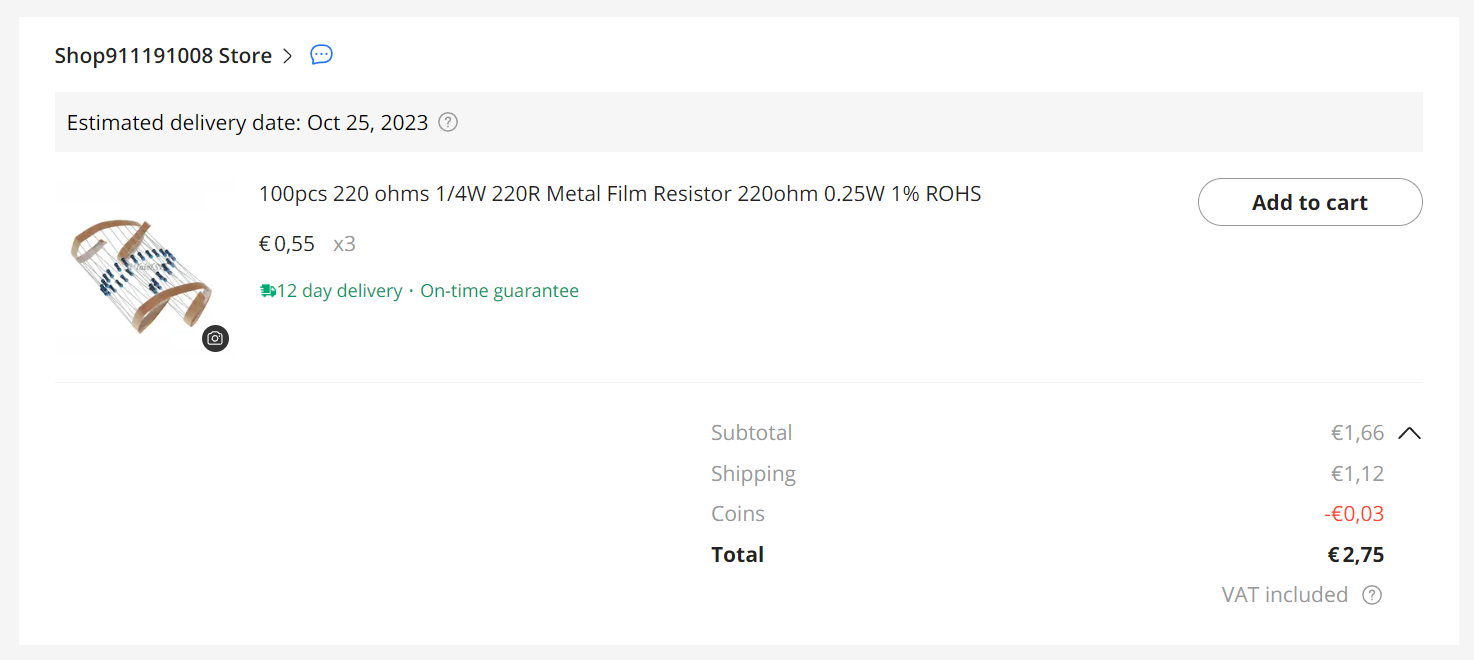 Shop911191008 Store
Estimated delivery date: Oct 25, 2023
100pcs 220 ohms 1/4W 220R Metal Film Resistor 220ohm 0.25W 1% ROHS
Add to cart
€0,55 x3
12 day delivery · On-time guarantee
Subtotal €1,66
Shipping €1,12
Coins -€0,03
Total €2,75
VAT included